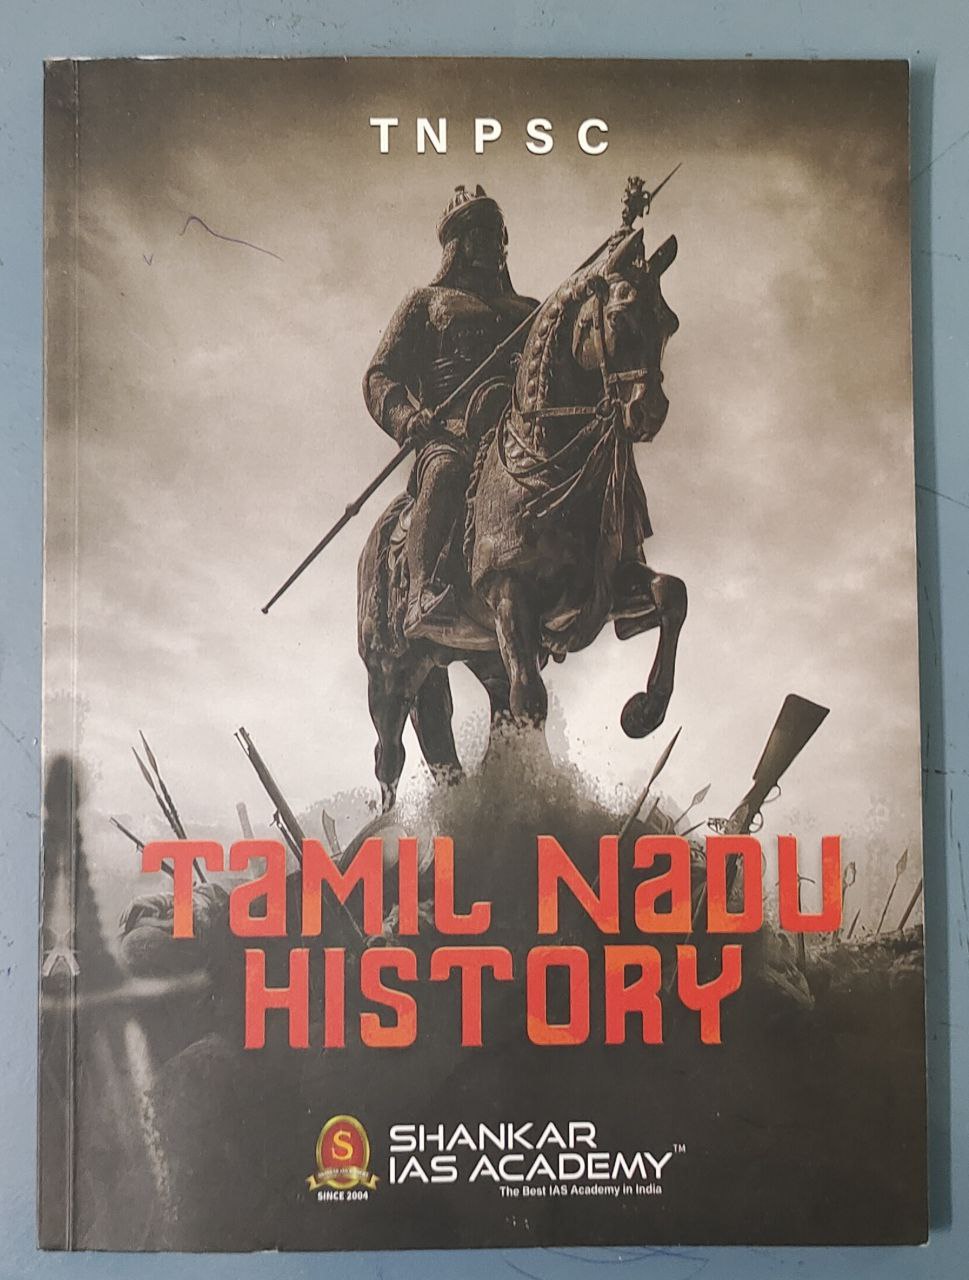 TNPSC
TaMIL NaDU
HISTORY
S
SINCE 2004
SHANKAR
IAS ACADEMY™
The Best IAS Academy in India